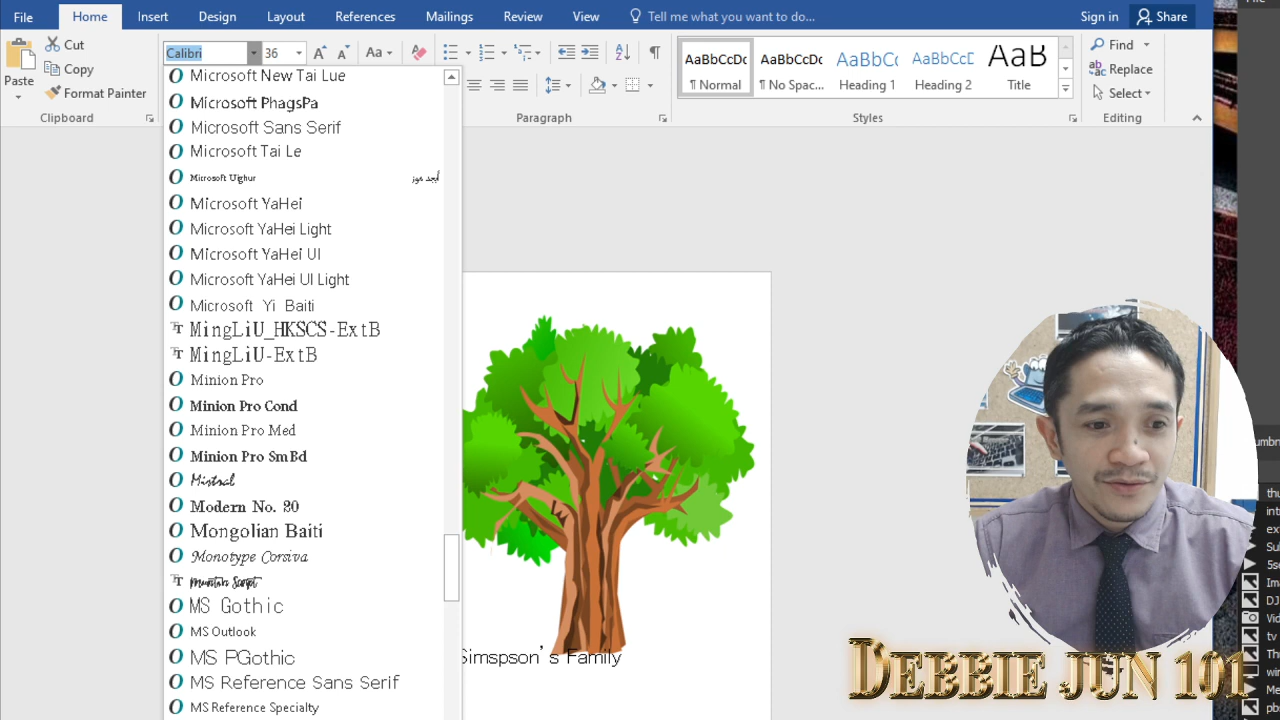 File Home Insert Design Layout References Mailings Review View Tell me what you want to do... Sign in Share
Paste
Cut
Copy
Format Painter
Calibri 36 Aa
AaBbCcDc AaBbCcDc AaBbCc AaBbCcD AaB
¶ Normal ¶ No Spac... Heading 1 Heading 2 Title
Find
Replace
Select
Clipboard Paragraph Styles Editing
Microsoft New Tai Lue
Microsoft PhagsPa
Microsoft Sans Serif
Microsoft Tai Le
Microsoft Uighur
Microsoft YaHei
Microsoft YaHei Light
Microsoft YaHei UI
Microsoft YaHei UI Light
Microsoft Yi Baiti
MingLiU_HKSCS-ExtB
MingLiU-ExtB
Minion Pro
Minion Pro Cond
Minion Pro Med
Minion Pro SmBd
Mistral
Modern No. 20
Mongolian Baiti
Monotype Corsiva
MS Gothic
MS Outlook
MS PGothic
MS Reference Sans Serif
MS Reference Specialty
Simspson's Family
DEBBIE JUN 101